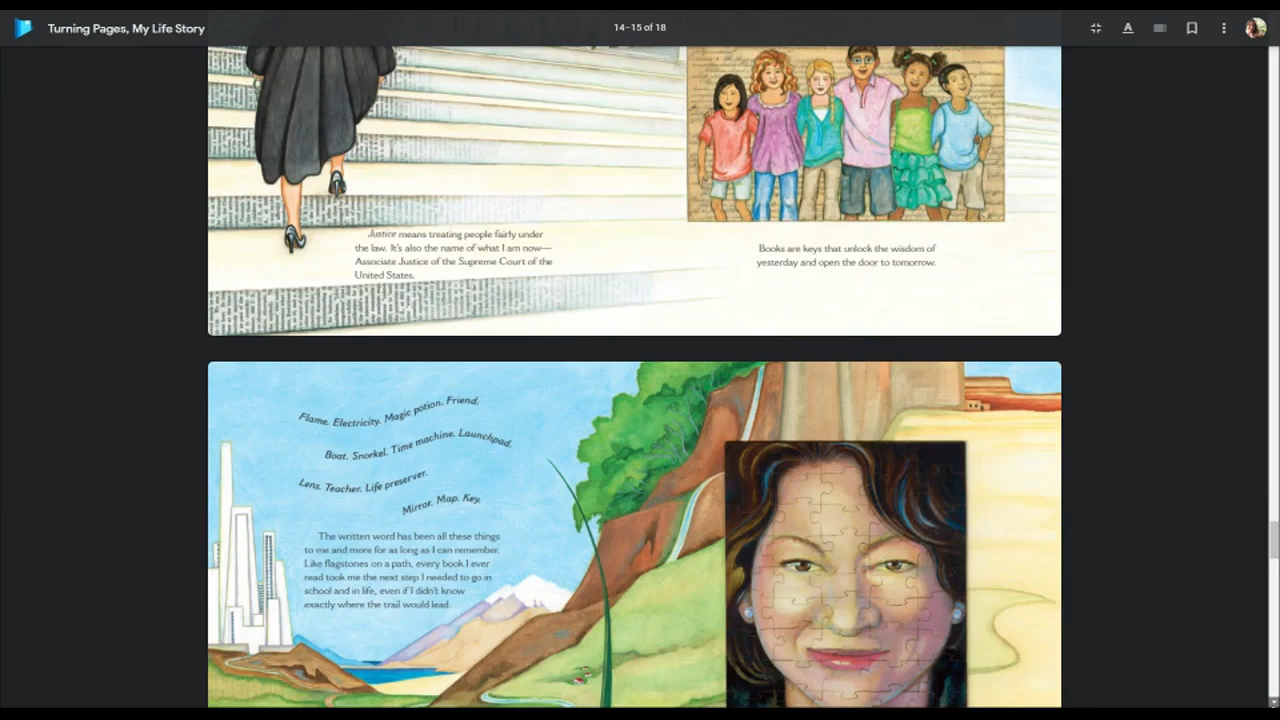 Turning Pages, My Life Story
14–15 of 18
Justice means treating people fairly under
the law. It's also the name of what I am now—
Associate Justice of the Supreme Court of the
United States.
Books are keys that unlock the wisdom of
yesterday and open the door to tomorrow.
Flame. Electricity. Magic potion. Friend.
Boat. Snorkel. Time machine. Launchpad.
Lens. Teacher. Life preserver.
Mirror. Map. Key.
The written word has been all these things
to me and more for as long as I can remember.
Like flagstones on a path, every book I ever
read took me the next step I needed to go in
school and in life, even if I didn't know
exactly where the trail would lead.